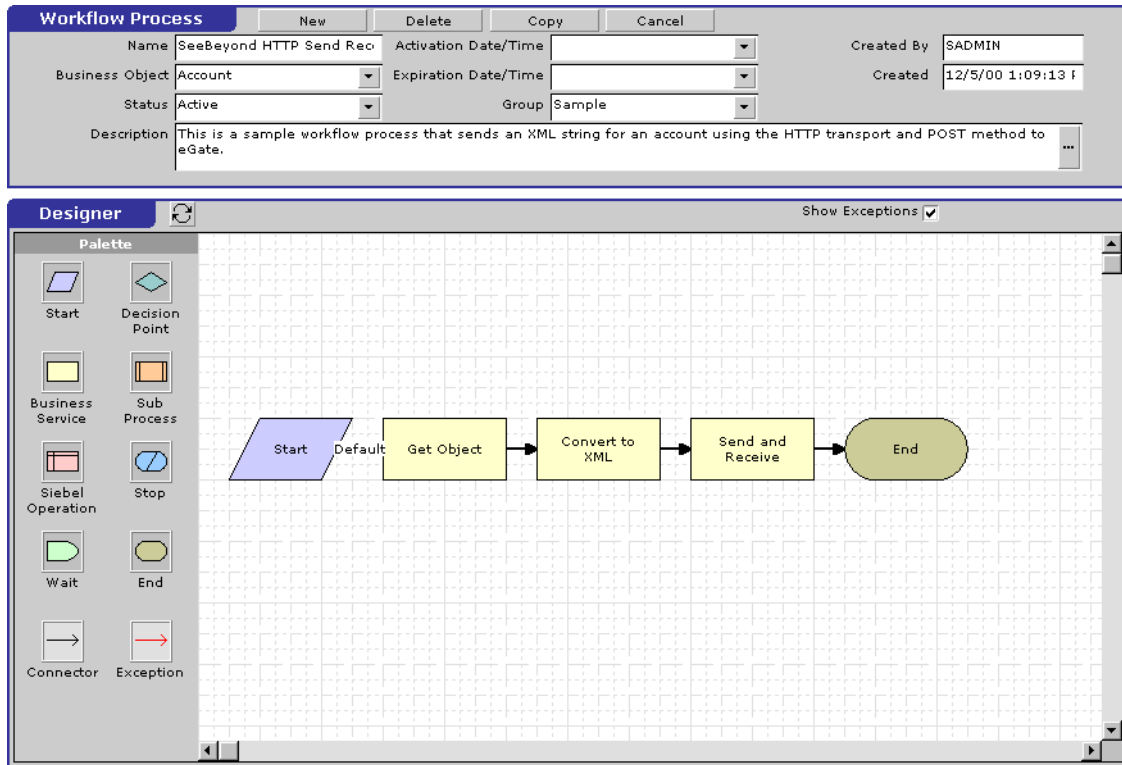 Workflow Process New Delete Copy Cancel
Name SeeBeyond HTTP Send Rec Activation Date/Time Created By SADMIN
Business Object Account Expiration Date/Time Created 12/5/00 1:09:13
Status Active Group Sample
Description This is a sample workflow process that sends an XML string for an account using the HTTP transport and POST method to
eGate.
...
Designer Show Exceptions
Palette
Start Decision
Point
Business
Service
Sub
Process
Siebel
Operation
Stop
Wait End
Connector Exception
Start Default Get Object Convert to
XML
Send and
Receive
End